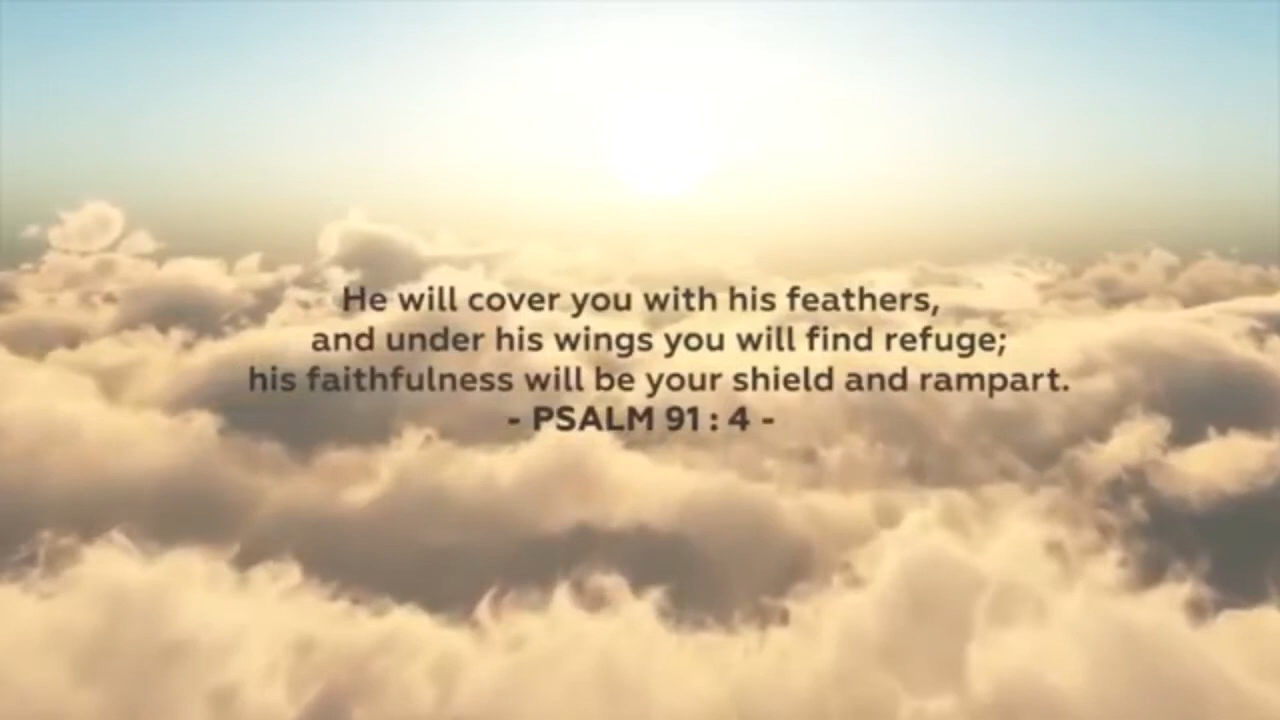 He will cover you with his feathers,
and under his wings you will find refuge;
his faithfulness will be your shield and rampart.
- PSALM 91 : 4 -